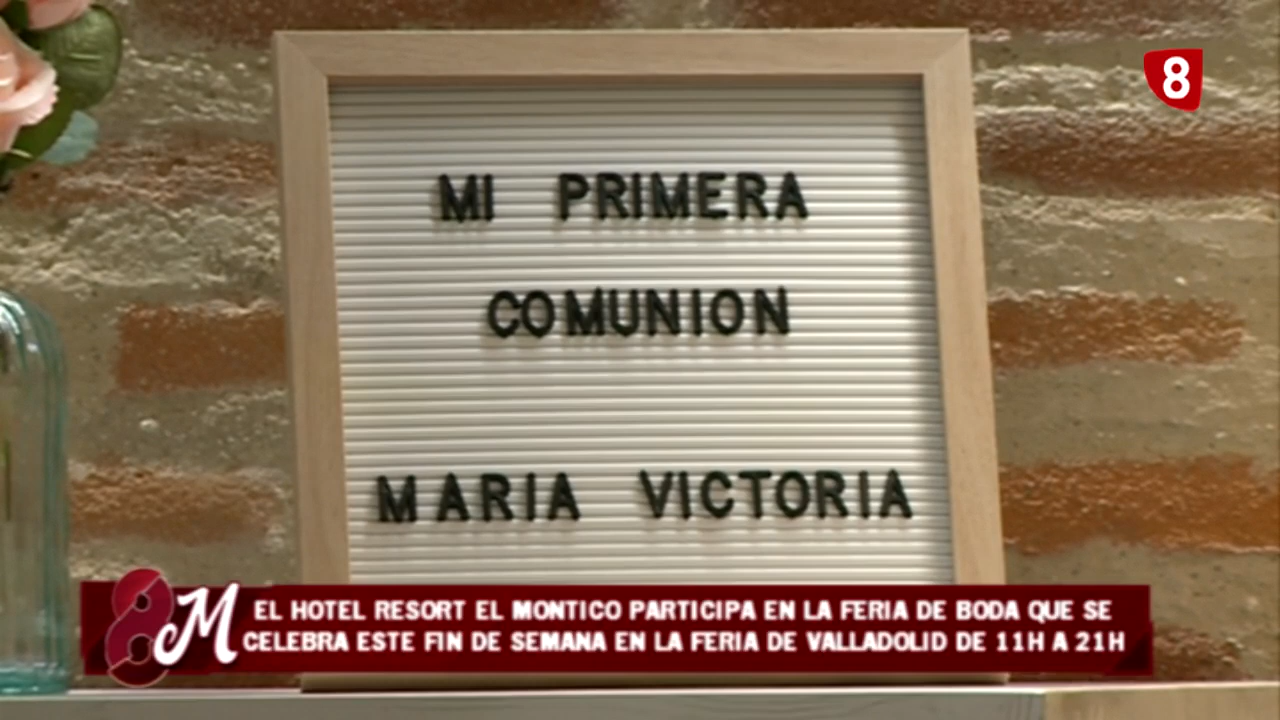 8
MI PRIMERA
COMUNION
MARIA VICTORIA
8M
EL HOTEL RESORT EL MONTICO PARTICIPA EN LA FERIA DE BODA QUE SE
CELEBRA ESTE FIN DE SEMANA EN LA FERIA DE VALLADOLID DE 11H A 21H